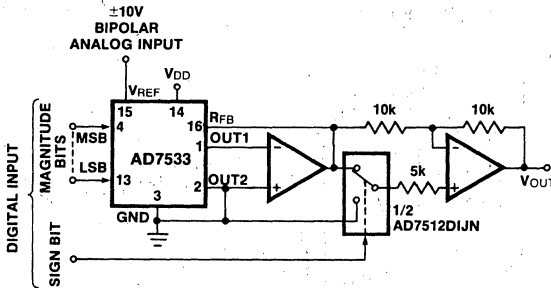 ±10V
BIPOLAR
ANALOG INPUT
VREF
VDD
15
14
4
16
RFB
MSB
1
OUT1
AD7533
LSB
13
2
OUT2
3
GND
DIGITAL INPUT
MAGNITUDE
BITS
SIGN BIT
−
+
10k
10k
5k
−
+
VOUT
1/2
AD7512DIJN